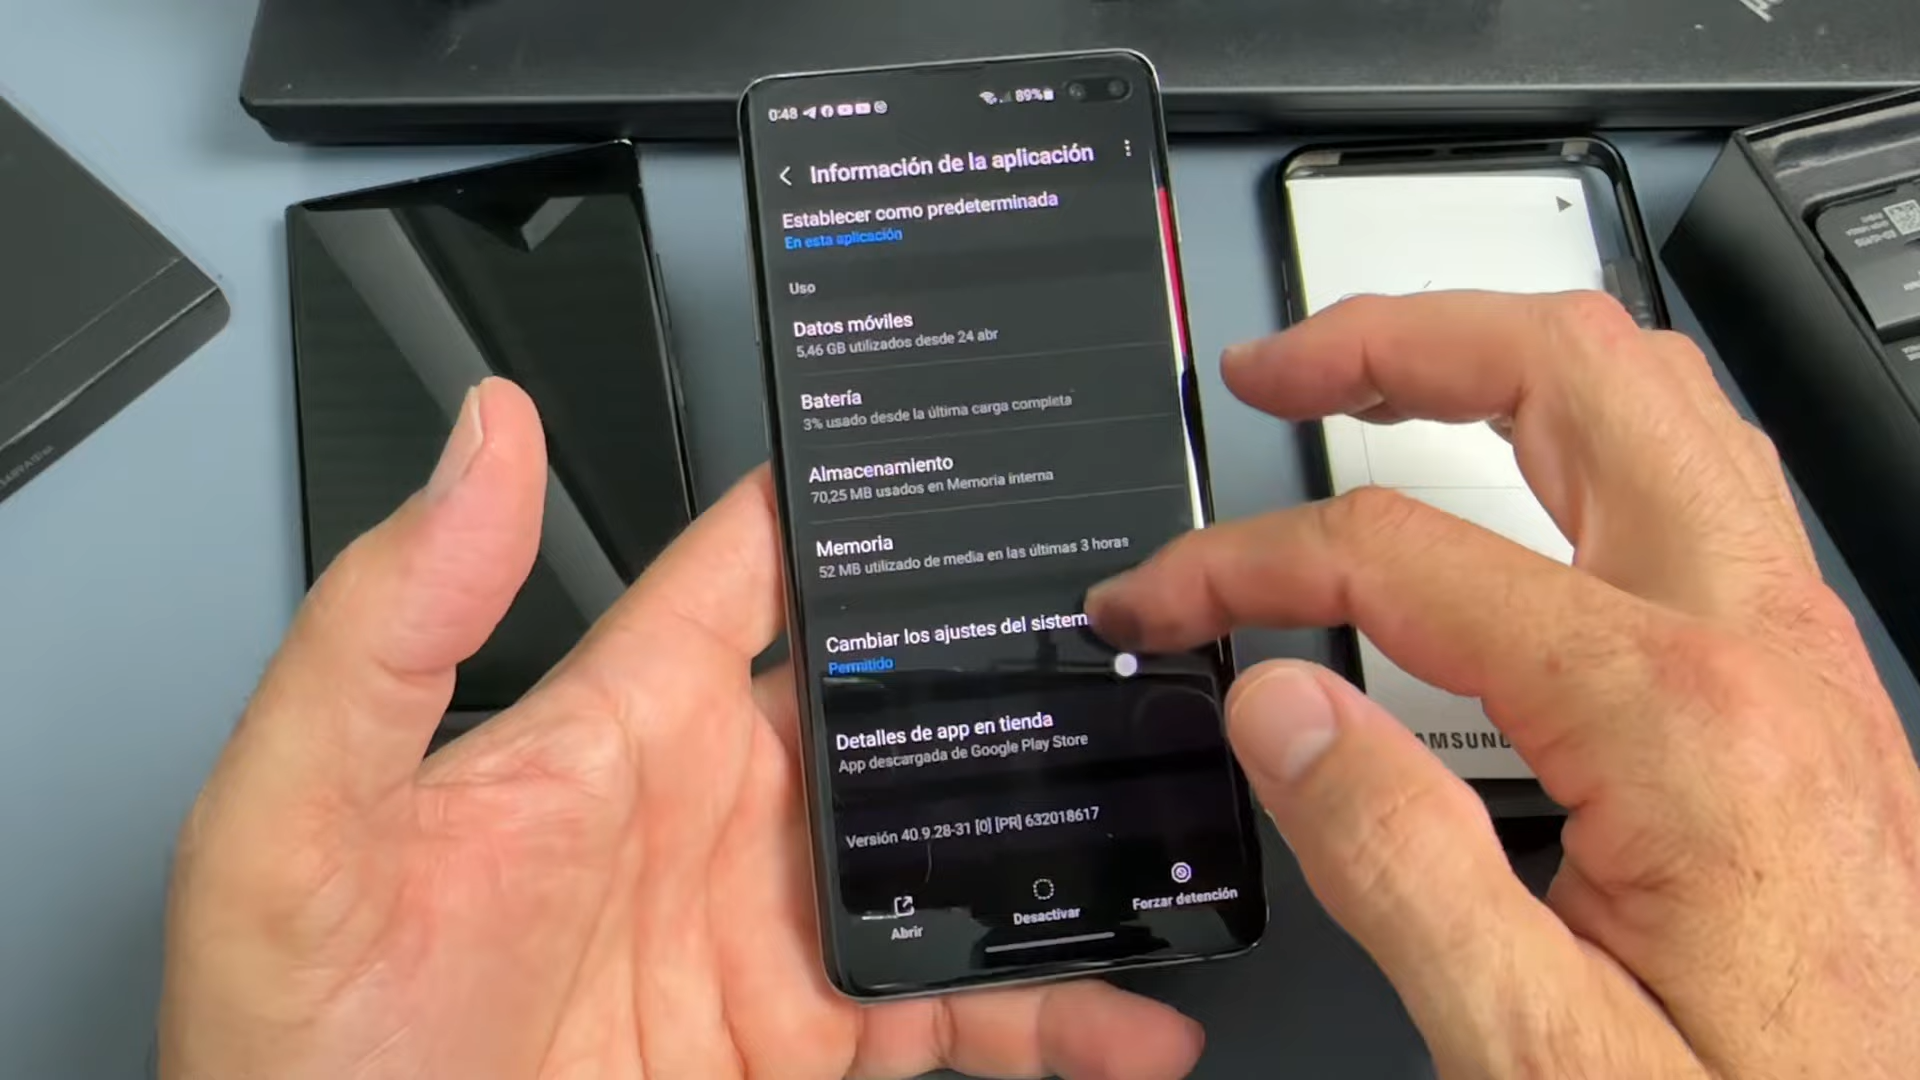 0:48
89%
Información de la aplicación
Establecer como predeterminada
En esta aplicación
Uso
Datos móviles
5,46 GB utilizados desde 24 abr
Batería
3% usado desde la última carga completa
Almacenamiento
70,25 MB usados en Memoria interna
Memoria
52 MB utilizado de media en las últimas 3 horas
Cambiar los ajustes del sistem
Permitido
Detalles de app en tienda
App descargada de Google Play Store
Versión 40.9.28-31 [0] [PR] 632018617
Abrir
Desactivar
Forzar detención
AMSUNG